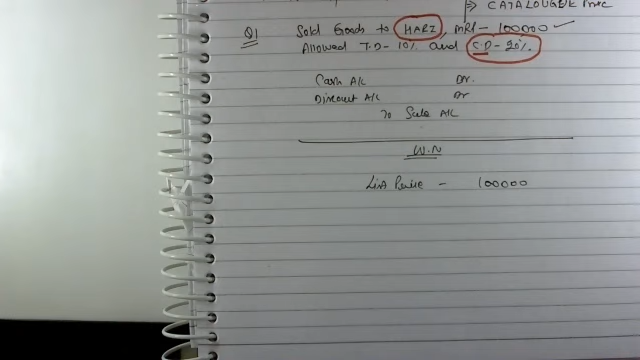 ⇒ CATALOUGUE Price
Q1 Sold Goods to HARI, MRP - 100000 ✓
Allowed T.D - 10% and C.D - 20%.
Cash A/c Dr.
Discount A/c Dr
To Sale A/c
W.N
List Price - 100000